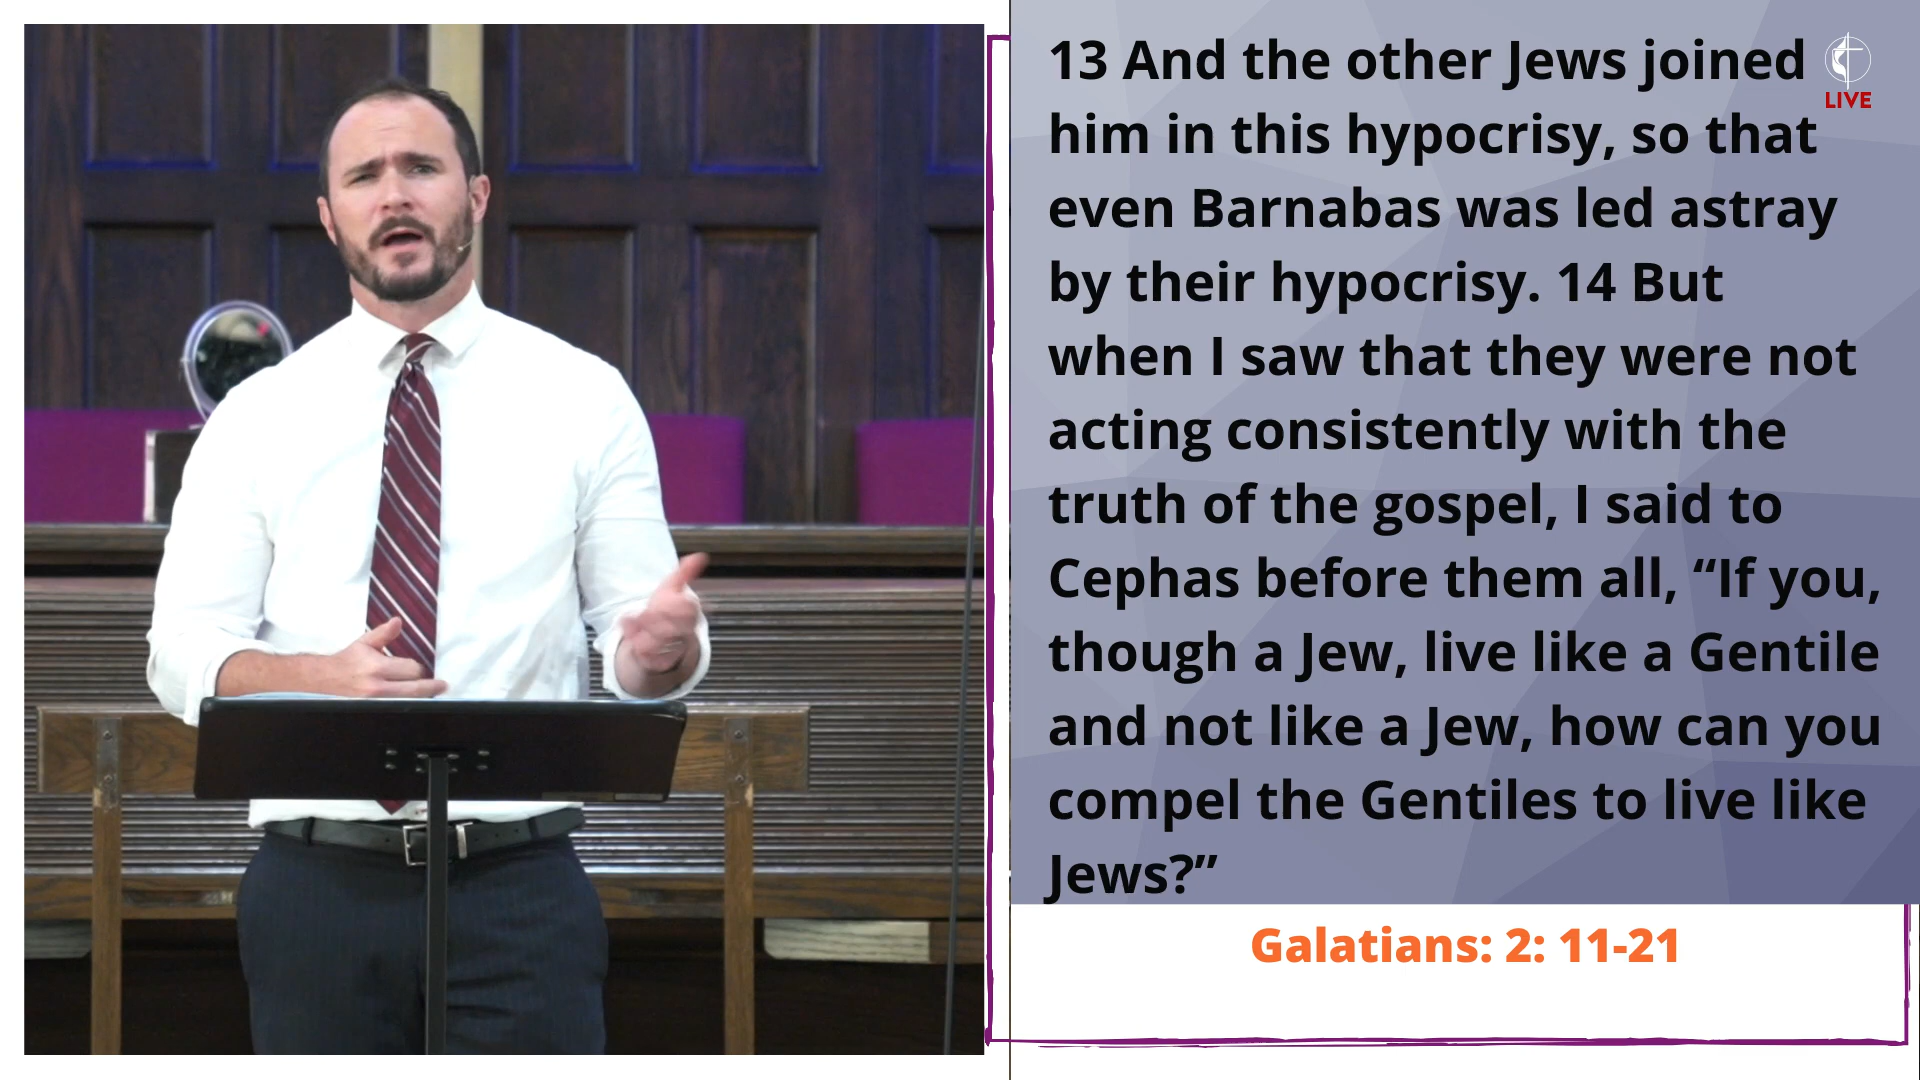 13 And the other Jews joined
him in this hypocrisy, so that
even Barnabas was led astray
by their hypocrisy. 14 But
when I saw that they were not
acting consistently with the
truth of the gospel, I said to
Cephas before them all, “If you,
though a Jew, live like a Gentile
and not like a Jew, how can you
compel the Gentiles to live like
Jews?”
LIVE
Galatians: 2: 11-21